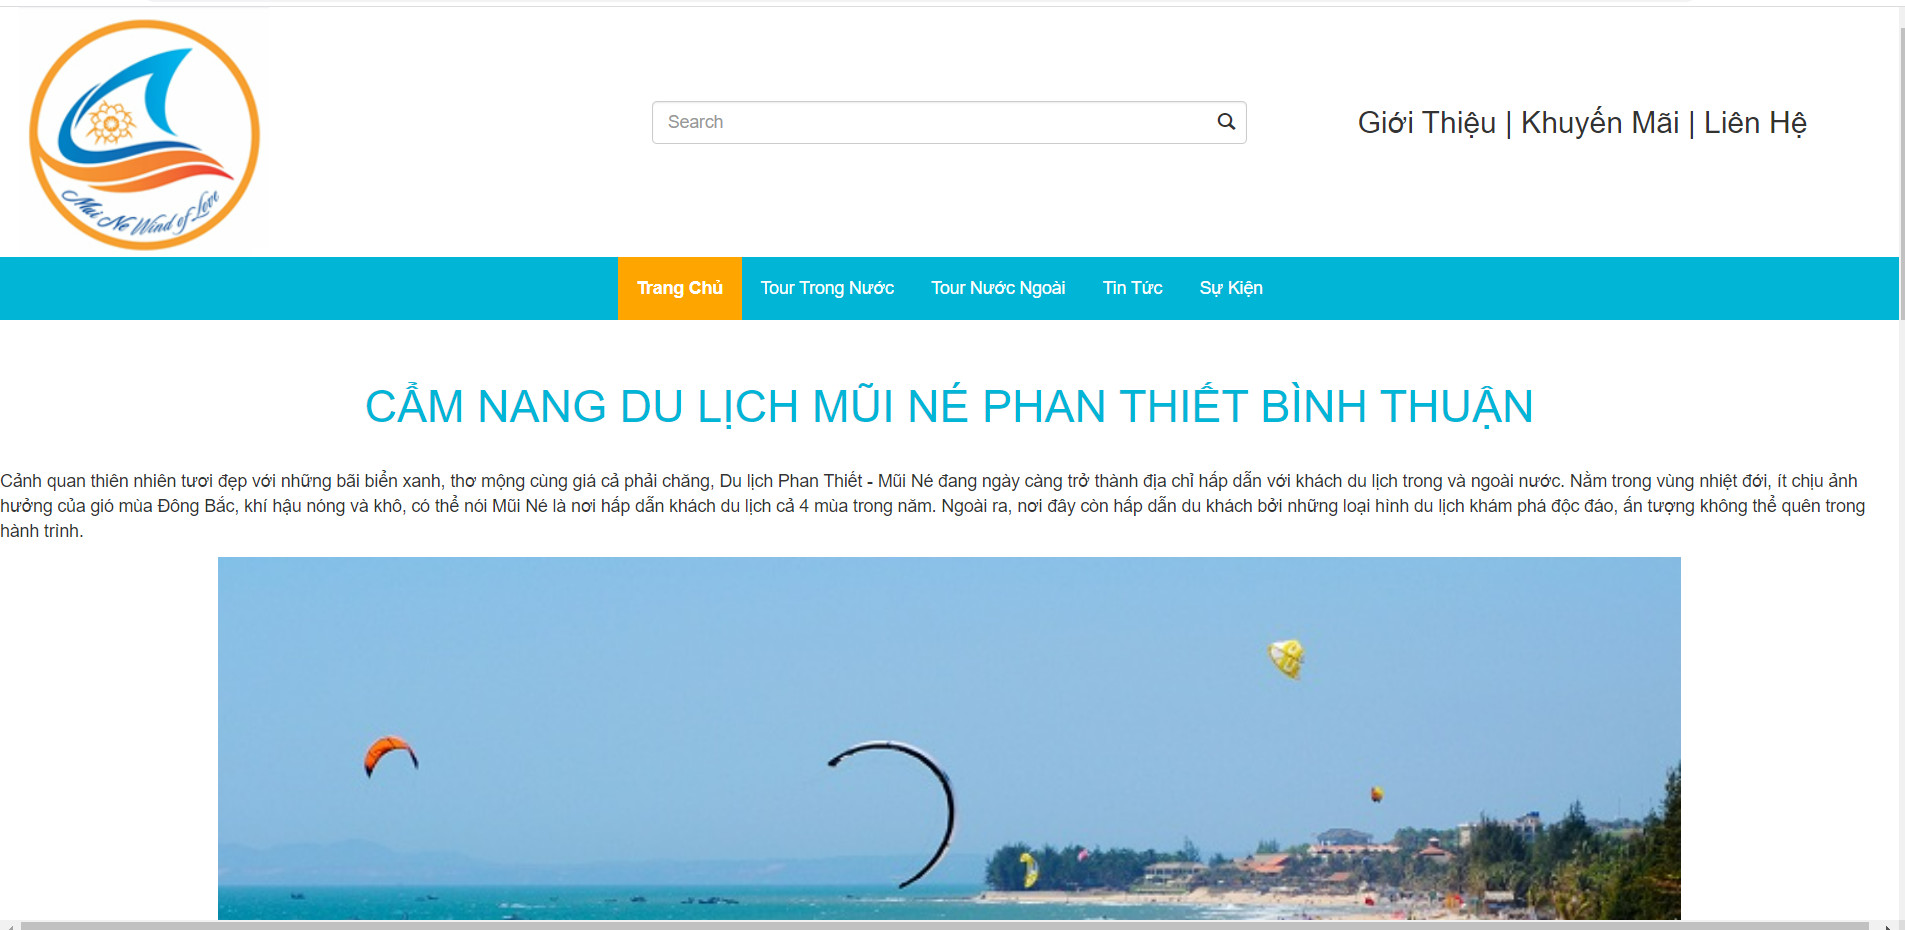 Mui Ne Wind of Love
Search
Giới Thiệu | Khuyến Mãi | Liên Hệ
Trang Chủ Tour Trong Nước Tour Nước Ngoài Tin Tức Sự Kiện
CẨM NANG DU LỊCH MŨI NÉ PHAN THIẾT BÌNH THUẬN
Cảnh quan thiên nhiên tươi đẹp với những bãi biển xanh, thơ mộng cùng giá cả phải chăng, Du lịch Phan Thiết - Mũi Né đang ngày càng trở thành địa chỉ hấp dẫn với khách du lịch trong và ngoài nước. Nằm trong vùng nhiệt đới, ít chịu ảnh
hưởng của gió mùa Đông Bắc, khí hậu nóng và khô, có thể nói Mũi Né là nơi hấp dẫn khách du lịch cả 4 mùa trong năm. Ngoài ra, nơi đây còn hấp dẫn du khách bởi những loại hình du lịch khám phá độc đáo, ấn tượng không thể quên trong
hành trình.